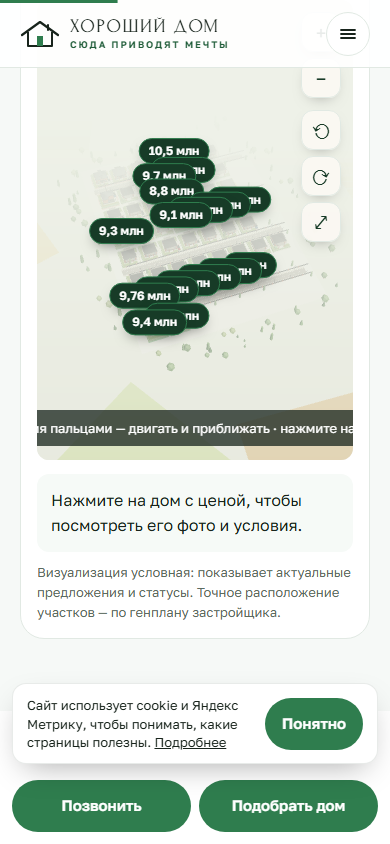 ХОРОШИЙ ДОМ
СЮДА ПРИВОДЯТ МЕЧТЫ
10,5 млн
9,7 млн
8,8 млн
9,1 млн
9,3 млн
9,76 млн
9,4 млн
пальцами — двигать и приближать · нажмите на
Нажмите на дом с ценой, чтобы
посмотреть его фото и условия.
Визуализация условная: показывает актуальные
предложения и статусы. Точное расположение
участков — по генплану застройщика.
Сайт использует cookie и Яндекс
Метрику, чтобы понимать, какие
страницы полезны. Подробнее
Понятно
Позвонить
Подобрать дом